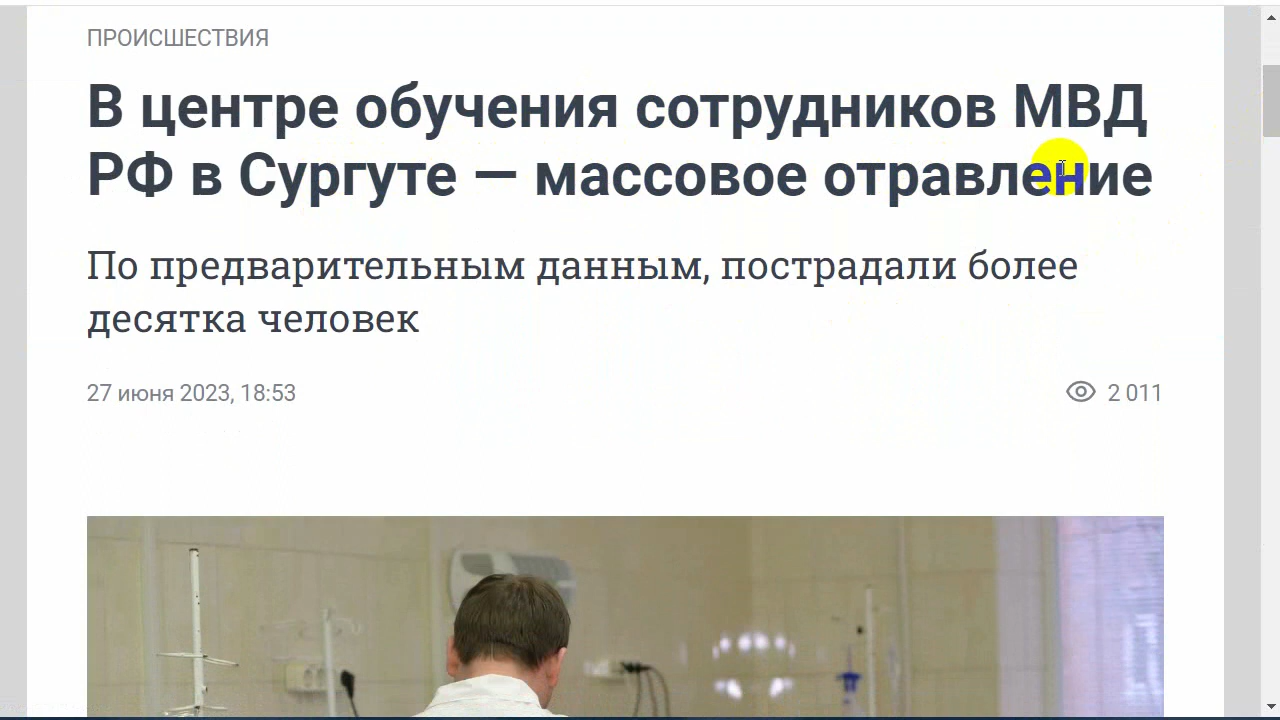 ПРОИСШЕСТВИЯ
В центре обучения сотрудников МВД
РФ в Сургуте — массовое отравление
По предварительным данным, пострадали более
десятка человек
27 июня 2023, 18:53
2 011